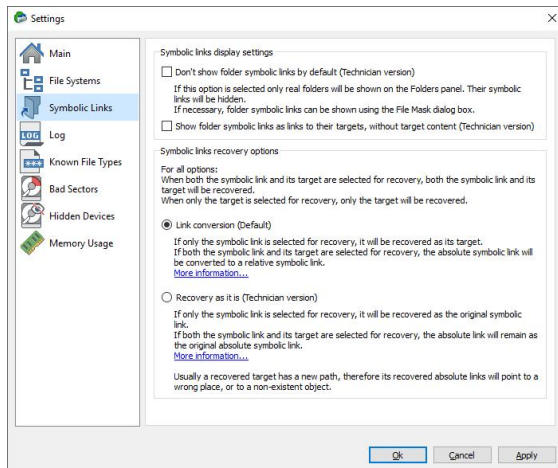 Settings
Main
File Systems
Symbolic Links
LOG Log
Known File Types
Bad Sectors
Hidden Devices
Memory Usage
Symbolic links display settings
Don't show folder symbolic links by default (Technician version)
If this option is selected only real folders will be shown on the Folders panel. Their symbolic
links will be hidden.
If necessary, folder symbolic links can be shown using the File Mask dialog box.
Show folder symbolic links as links to their targets, without target content (Technician version)
Symbolic links recovery options
For all options:
When both the symbolic link and its target are selected for recovery, both the symbolic link and its
target will be recovered.
When only the target is selected for recovery, only the target will be recovered.
Link conversion (Default)
If only the symbolic link is selected for recovery, it will be recovered as its target.
If both the symbolic link and its target are selected for recovery, the absolute symbolic link will
be converted to a relative symbolic link.
More information...
Recovery as it is (Technician version)
If only the symbolic link is selected for recovery, it will be recovered as the original symbolic
link.
If both the symbolic link and its target are selected for recovery, the absolute link will remain as
the original absolute symbolic link.
More information...
Usually a recovered target has a new path, therefore its recovered absolute links will point to a
wrong place, or to a non-existent object.
Ok Cancel Apply